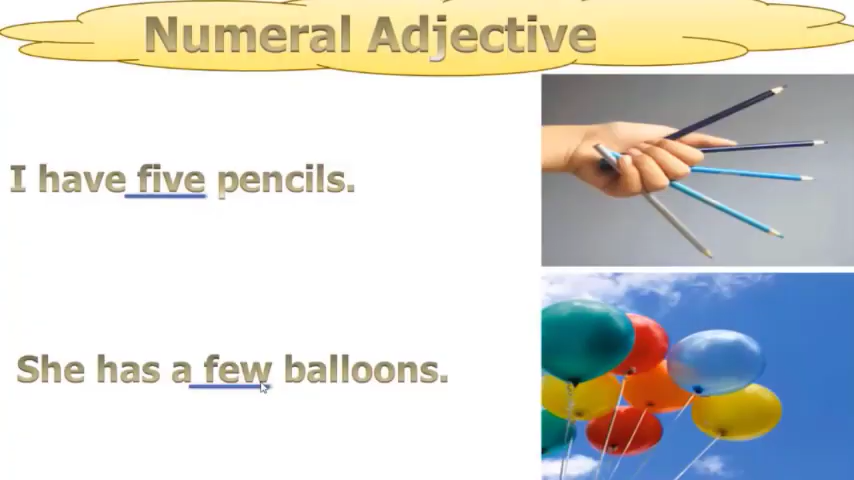 Numeral Adjective
I have five pencils.
She has a few balloons.